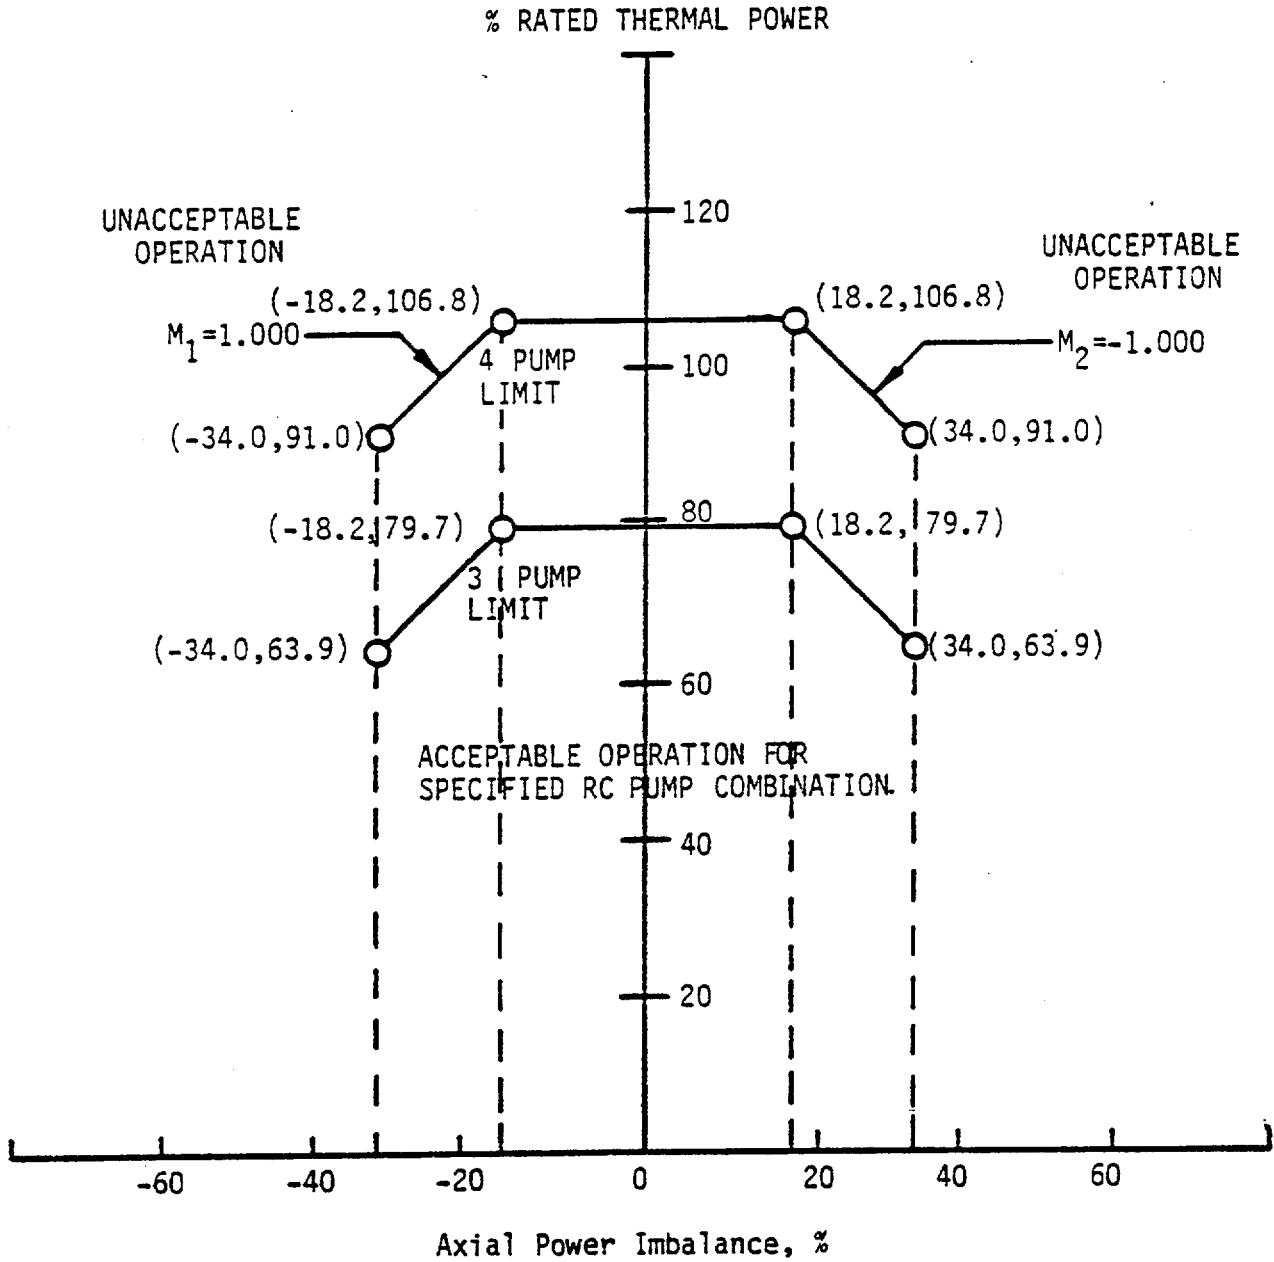 % RATED THERMAL POWER
120
UNACCEPTABLE
OPERATION
UNACCEPTABLE
OPERATION
(-18.2,106.8)
(18.2,106.8)
M1=1.000
M2=-1.000
4 PUMP
LIMIT
100
(-34.0,91.0)
(34.0,91.0)
80
(-18.2,79.7)
(18.2, 79.7)
3 PUMP
LIMIT
(-34.0,63.9)
(34.0,63.9)
60
ACCEPTABLE OPERATION FOR
SPECIFIED RC PUMP COMBINATION.
40
20
-60 -40 -20 0 20 40 60
Axial Power Imbalance, %